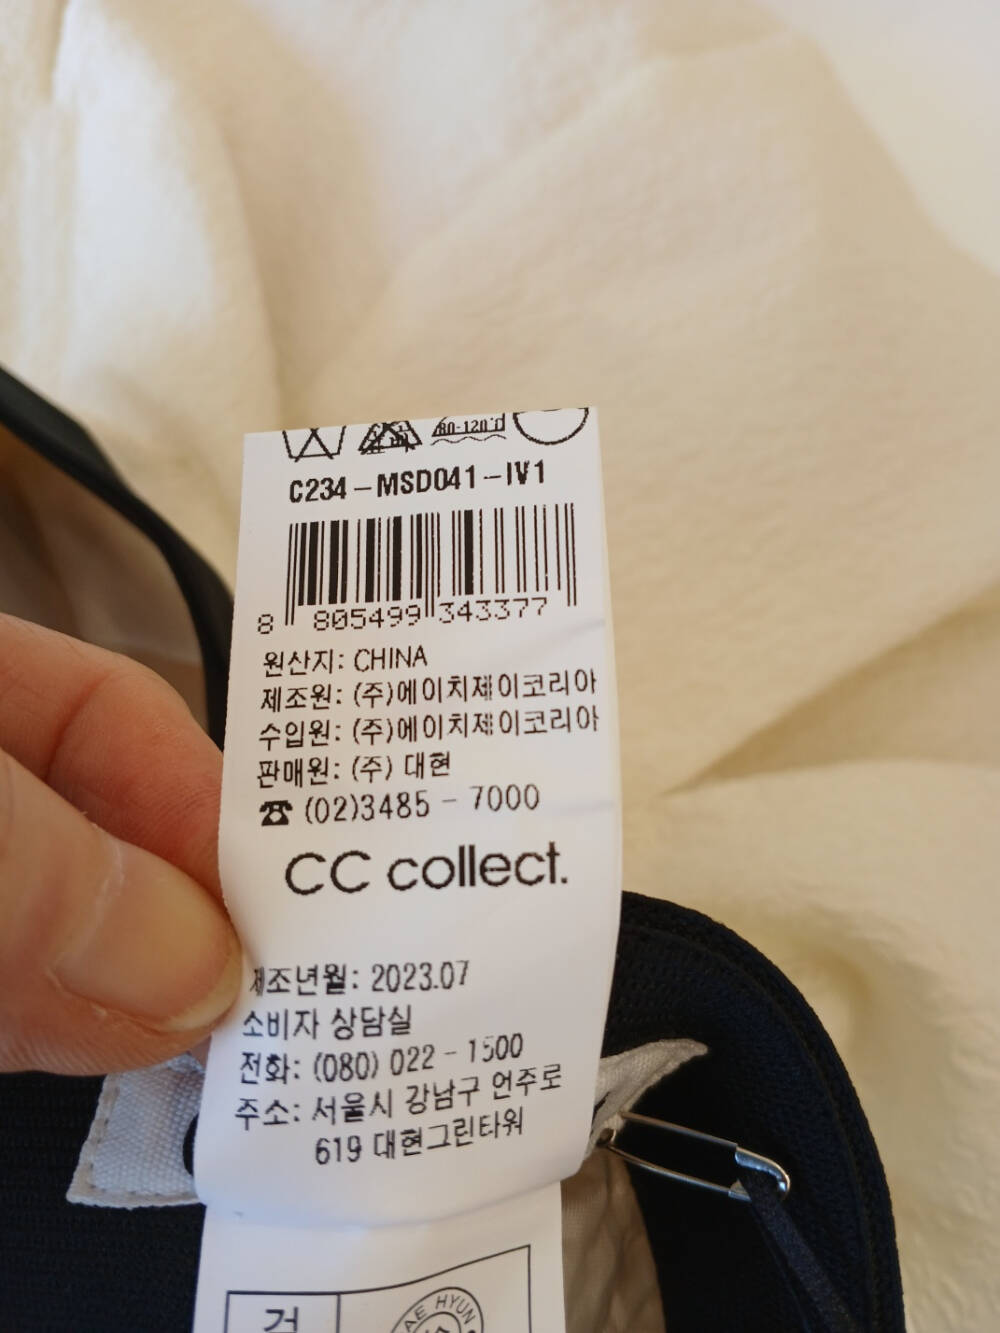 80-120℃
C234-MSD041-IV1
8 805499 343377
원산지: CHINA
제조원: (주)에이치제이코리아
수입원: (주)에이치제이코리아
판매원: (주) 대현
☎ (02)3485 - 7000
CC collect.
제조년월: 2023.07
소비자 상담실
전화: (080) 022 - 1500
주소: 서울시 강남구 언주로
619 대현그린타워
HYUN